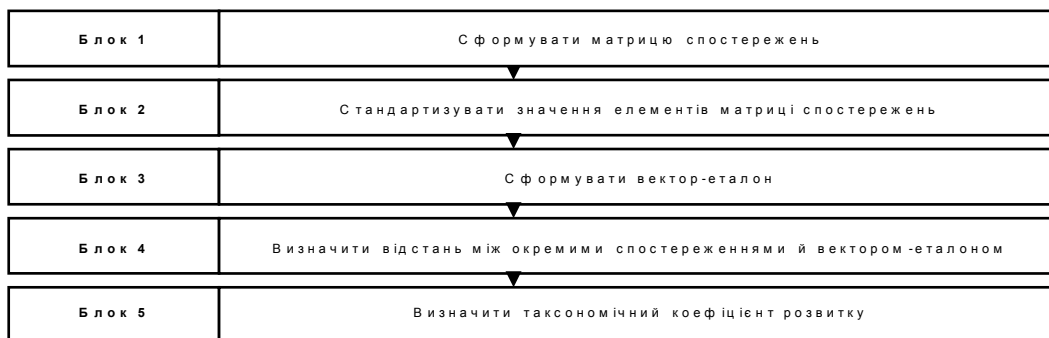 Блок 1 Сформувати матрицю спостережень
Блок 2 Стандартизувати значення елементів матриці спостережень
Блок 3 Сформувати вектор-еталон
Блок 4 Визначити відстань між окремими спостереженнями й вектором-еталоном
Блок 5 Визначити таксономічний коефіцієнт розвитку